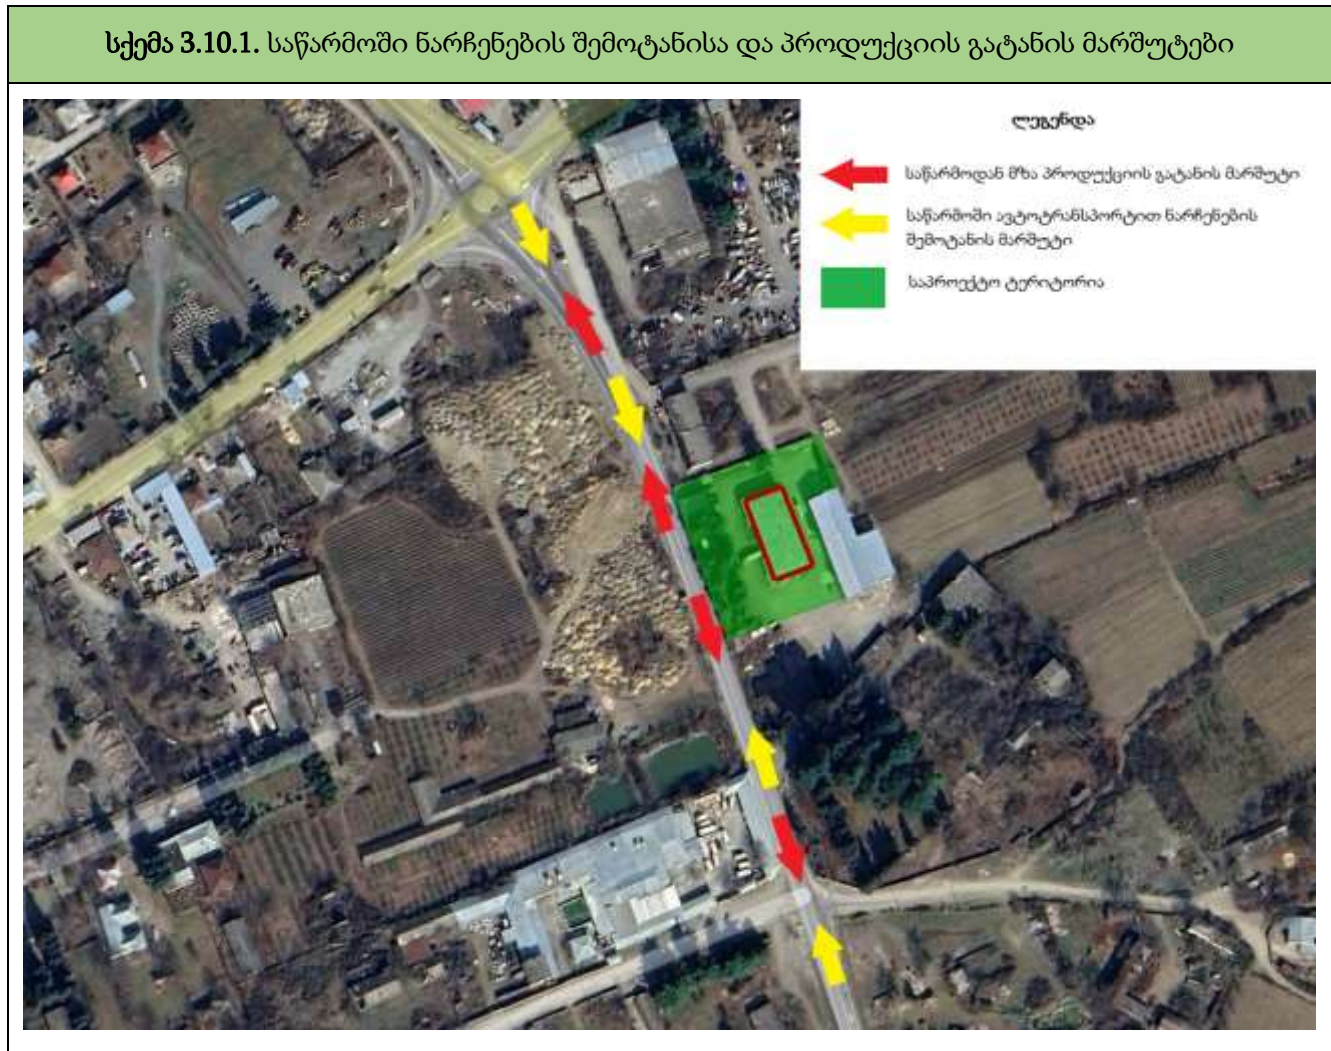 სქემა 3.10.1. საწარმოში ნარჩენების შემოტანისა და პროდუქციის გატანის მარშუტები
ლეგენდა
საწარმოდან მზა პროდუქციის გატანის მარშუტი
საწარმოში ავტოტრანსპორტით ნარჩენების
შემოტანის მარშუტი
საპროექტო ტერიტორია